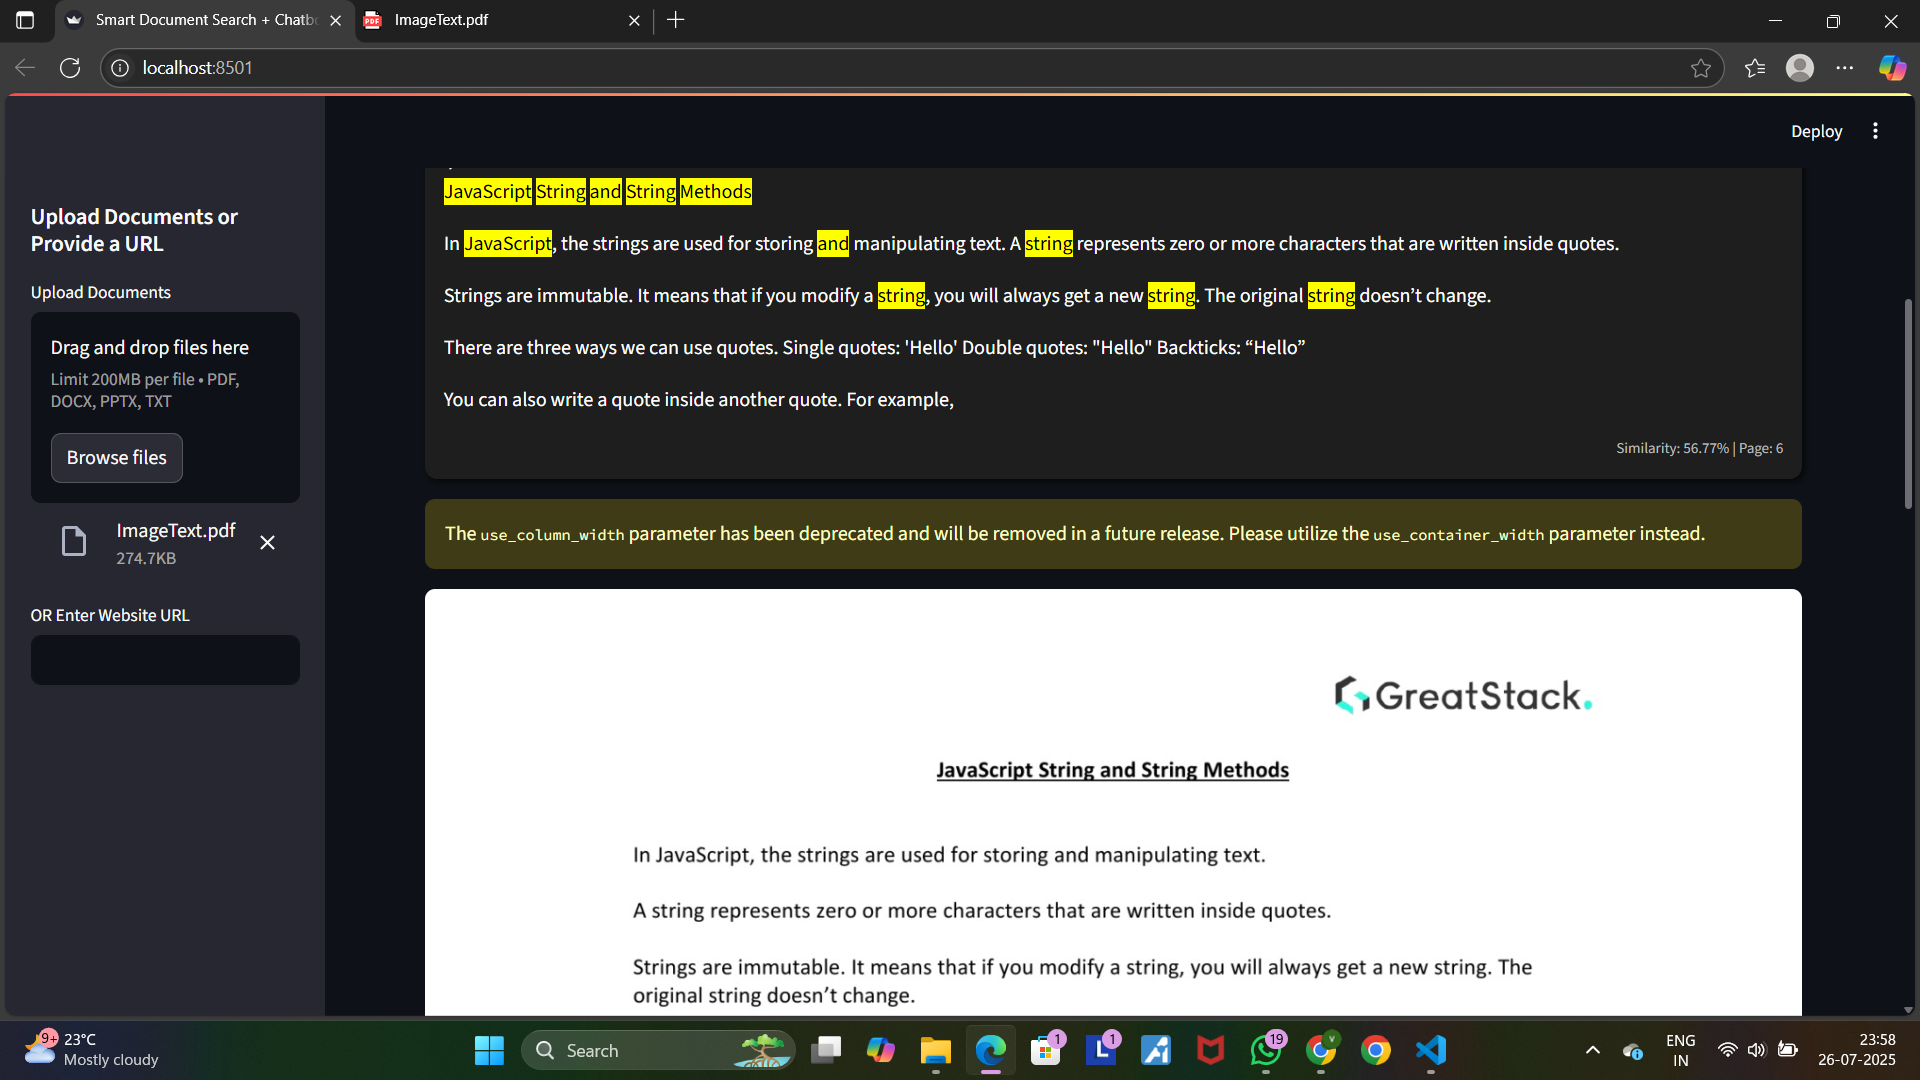 Smart Document Search + Chatb
ImageText.pdf
localhost:8501
Deploy
Upload Documents or
Provide a URL
Upload Documents
Drag and drop files here
Limit 200MB per file • PDF,
DOCX, PPTX, TXT
Browse files
ImageText.pdf
274.7KB
OR Enter Website URL
JavaScript String and String Methods
In JavaScript, the strings are used for storing and manipulating text. A string represents zero or more characters that are written inside quotes.
Strings are immutable. It means that if you modify a string, you will always get a new string. The original string doesn’t change.
There are three ways we can use quotes. Single quotes: 'Hello' Double quotes: "Hello" Backticks: “Hello”
You can also write a quote inside another quote. For example,
Similarity: 56.77% | Page: 6
The use_column_width parameter has been deprecated and will be removed in a future release. Please utilize the use_container_width parameter instead.
GreatStack.
JavaScript String and String Methods
In JavaScript, the strings are used for storing and manipulating text.
A string represents zero or more characters that are written inside quotes.
Strings are immutable. It means that if you modify a string, you will always get a new string. The
original string doesn’t change.
9+
23°C
Mostly cloudy
Search
1
1
19
ENG
IN
23:58
26-07-2025